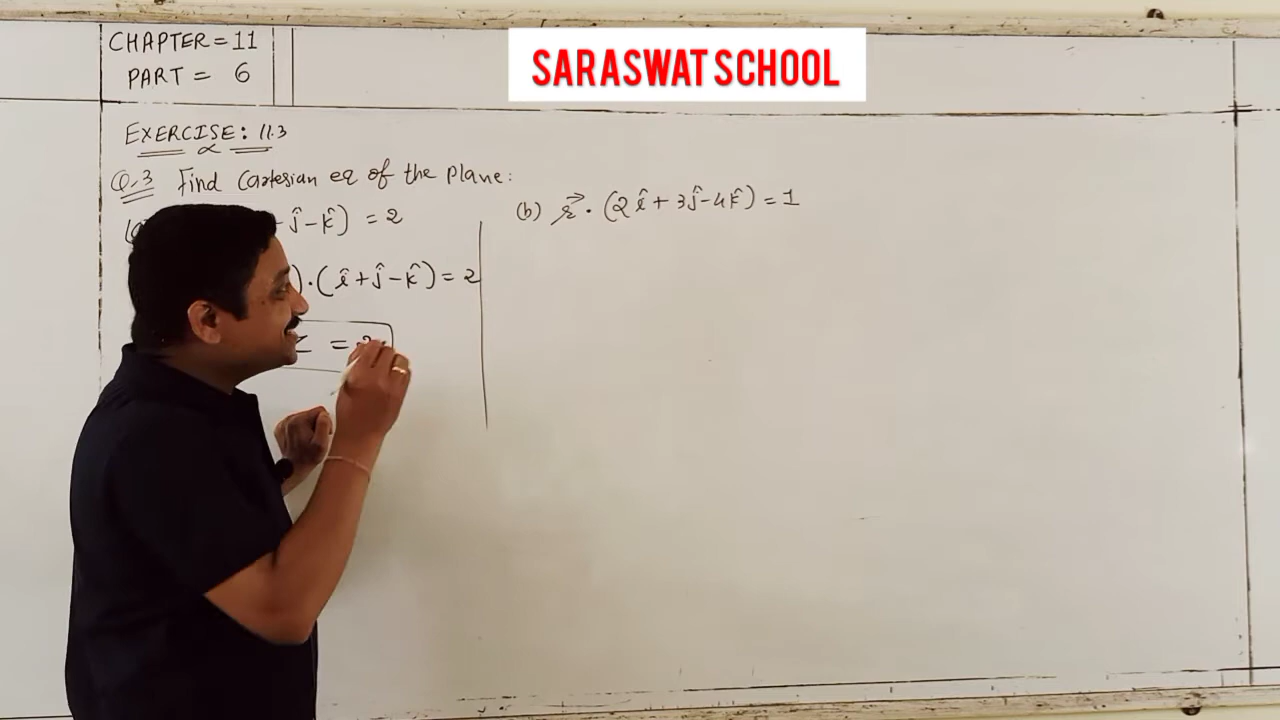 CHAPTER = 11
PART = 6
SARASWAT SCHOOL
EXERCISE: 11.3
Q.3 Find Cartesian eq of the plane:
ĵ - k̂) = 2
(b) r⃗ · (2î + 3ĵ - 4k̂) = 1
) · (î + ĵ - k̂) = 2
z = 2